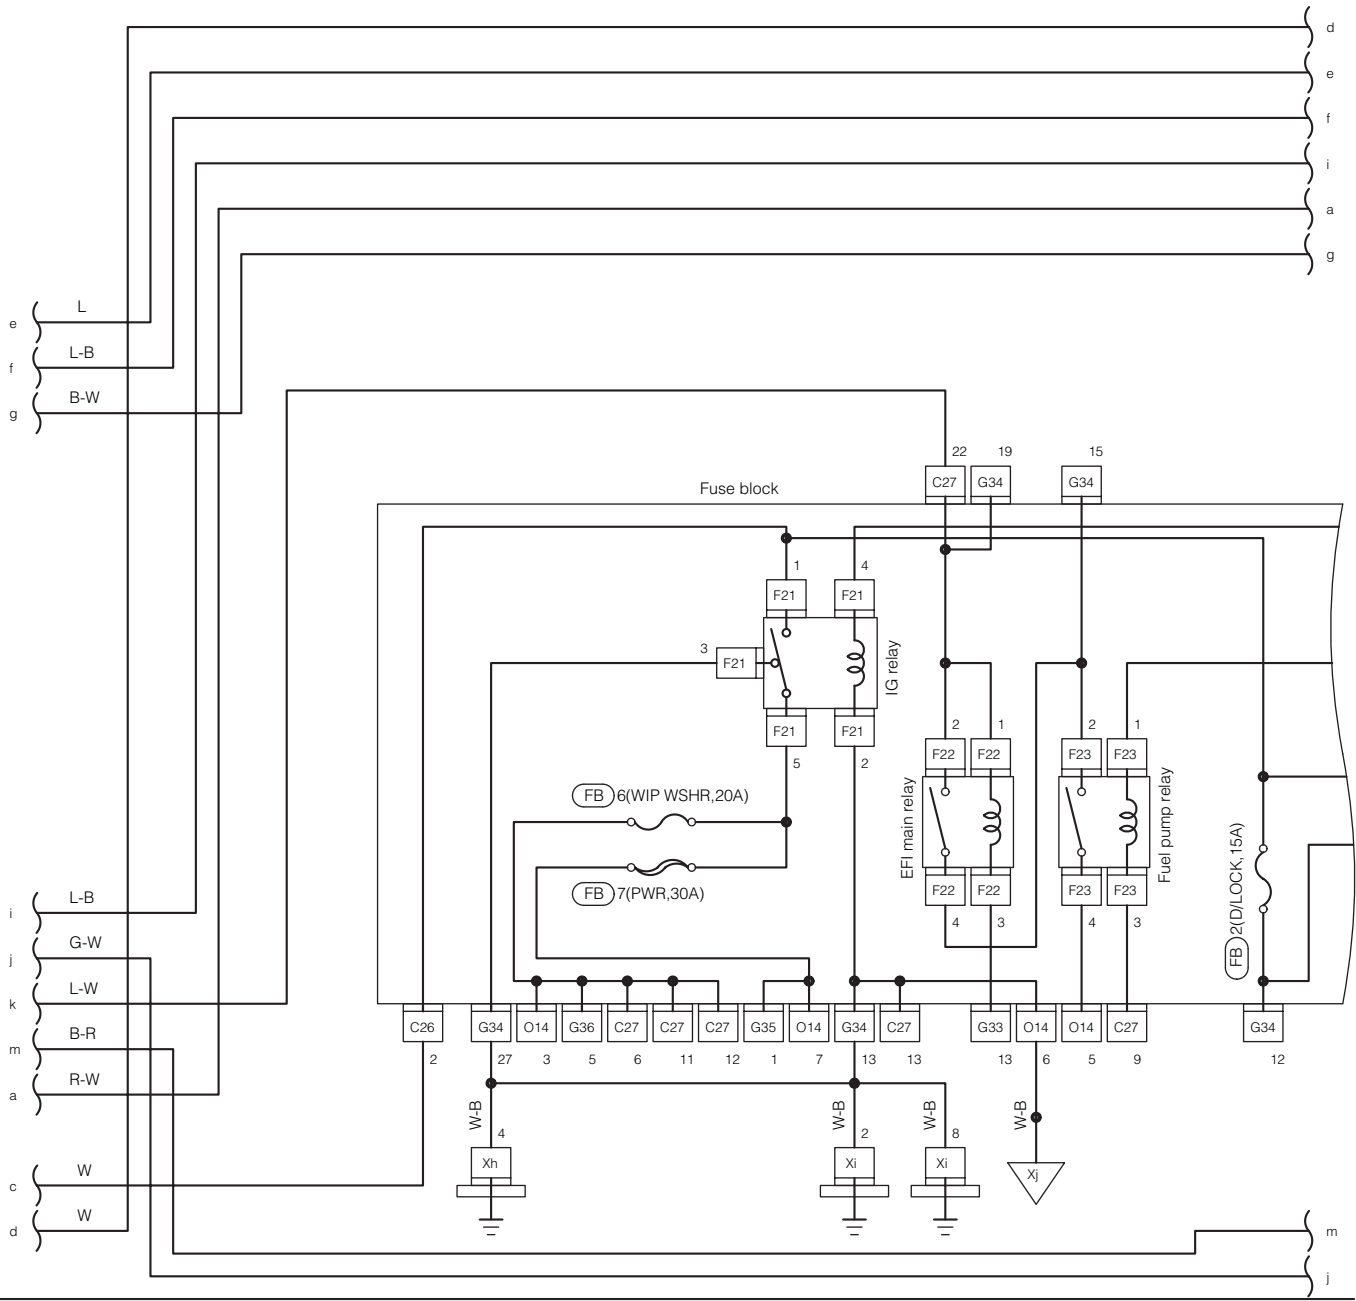 d
e
f
i
a
g
e L
f L-B
g B-W
22 19 15
C27 G34 G34
Fuse block
1 4
F21 F21
3 F21
IG relay
F21 F21
5 2
2 1 2 1
F22 F22 F23 F23
EFI main relay
Fuel pump relay
F22 F22 F23 F23
4 3 4 3
FB 6(WIP WSHR,20A)
FB 7(PWR,30A)
FB 2(D/LOCK,15A)
i L-B
j G-W
k L-W
m B-R
a R-W
C26 G34 O14 G36 C27 C27 C27 G35 O14 G34 C27 G33 O14 O14 C27 G34
2 27 3 5 6 11 12 1 7 13 13 13 6 5 9 12
W-B W-B W-B W-B
4 2 8
Xh Xi Xi Xj
c W
d W
m
j